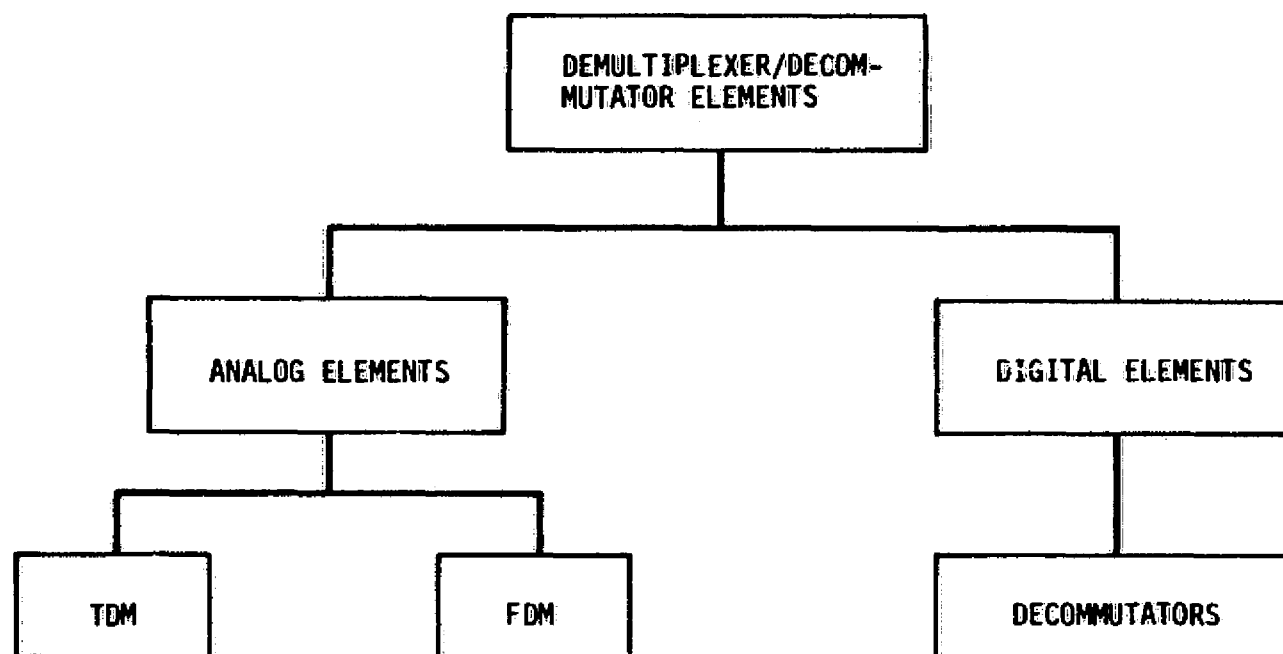 DEMULTIPLEXER/DECOM-
MUTATOR ELEMENTS
ANALOG ELEMENTS
DIGITAL ELEMENTS
TDM
FDM
DECOMMUTATORS